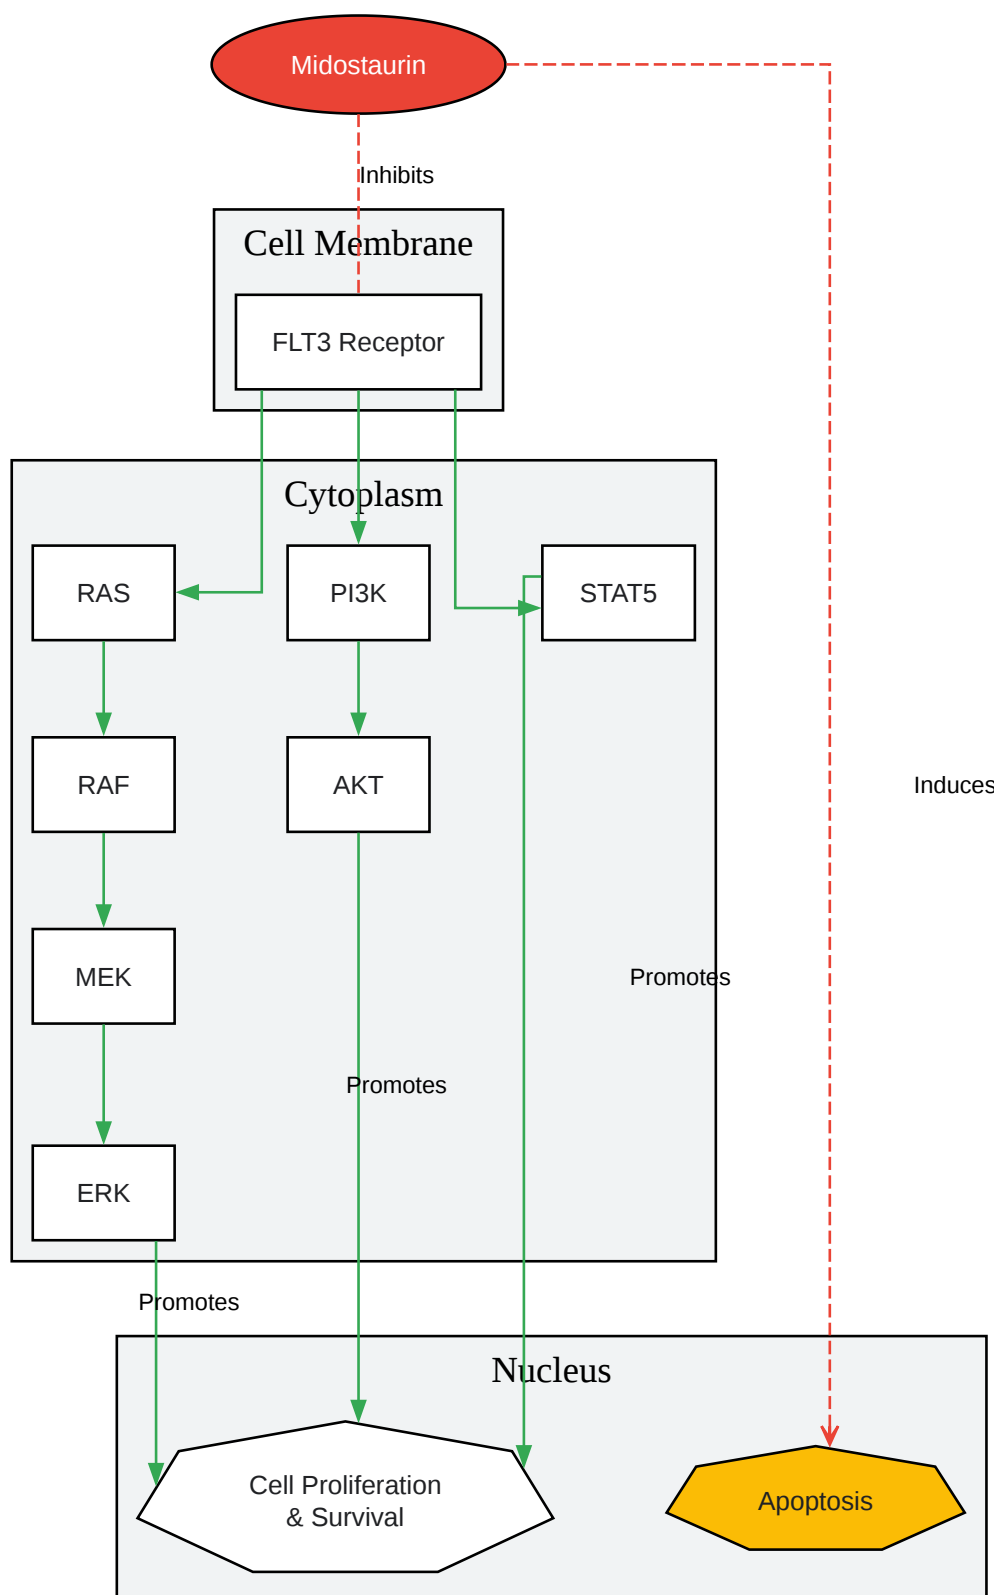 Midostaurin
Inhibits
Cell Membrane
FLT3 Receptor
Cytoplasm
RAS
PI3K
STAT5
RAF
AKT
Induces
MEK
Promotes
Promotes
ERK
Promotes
Nucleus
Cell Proliferation
& Survival
Apoptosis